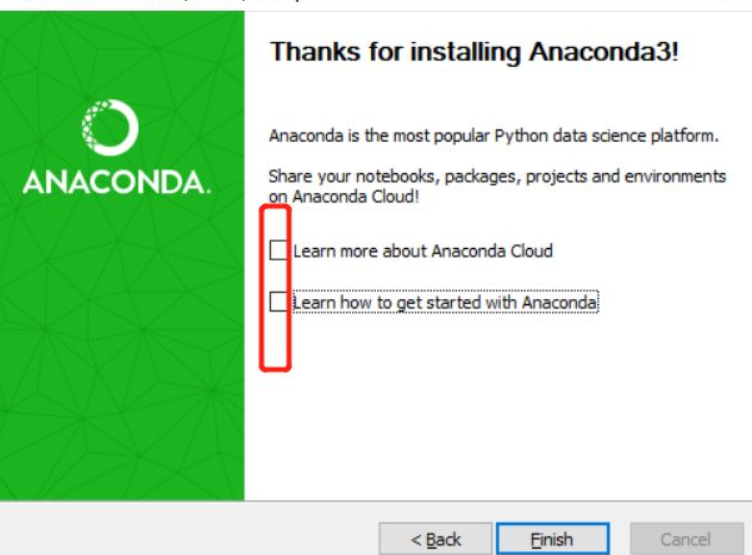 Thanks for installing Anaconda3!
ANACONDA.
Anaconda is the most popular Python data science platform.
Share your notebooks, packages, projects and environments
on Anaconda Cloud!
Learn more about Anaconda Cloud
Learn how to get started with Anaconda
< Back
Finish
Cancel